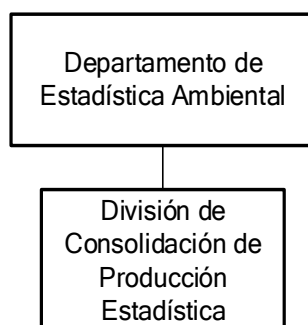 Departamento de
Estadística Ambiental
División de
Consolidación de
Producción
Estadística